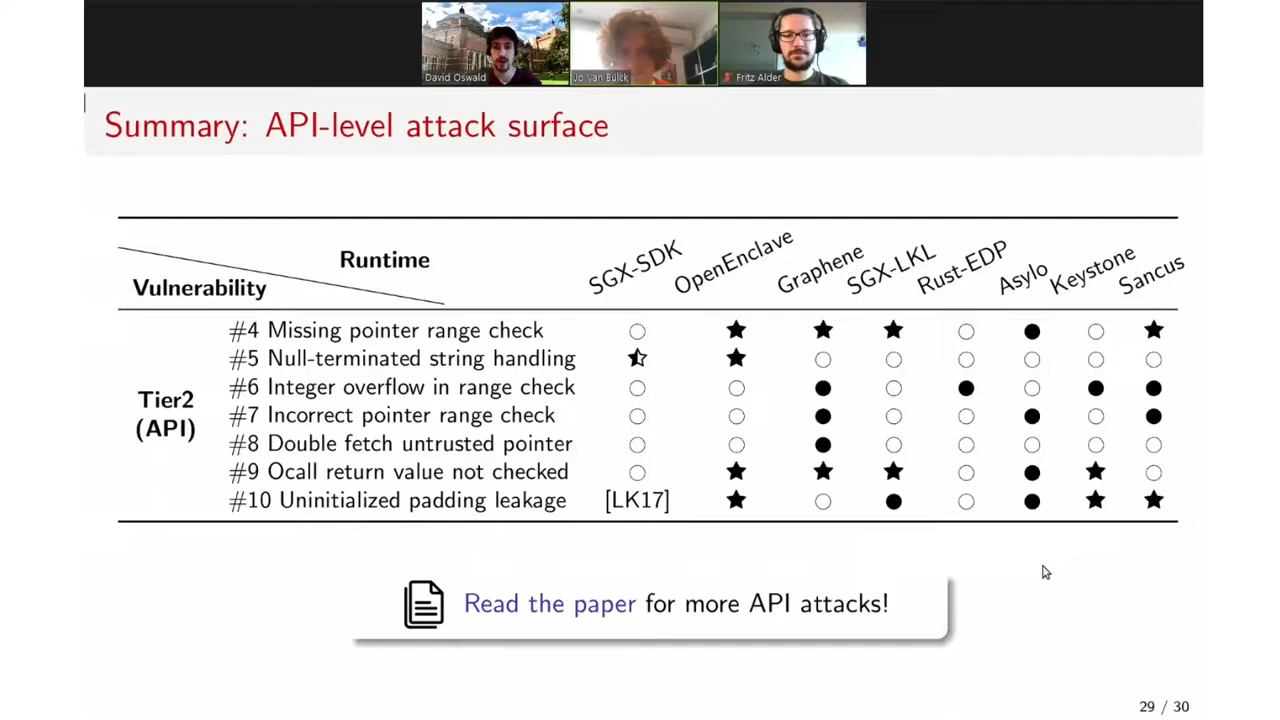 David Oswald
Jo Van Bulck
Fritz Alder
Summary: API-level attack surface
Runtime
Vulnerability
SGX-SDK
OpenEnclave
Graphene
SGX-LKL
Rust-EDP
Asylo
Keystone
Sancus
Tier2
(API)
#4 Missing pointer range check ○ ★ ★ ★ ○ ● ○ ★
#5 Null-terminated string handling ⯪ ★ ○ ○ ○ ○ ○ ○
#6 Integer overflow in range check ○ ○ ● ○ ● ○ ● ●
#7 Incorrect pointer range check ○ ○ ● ○ ○ ● ○ ●
#8 Double fetch untrusted pointer ○ ○ ● ○ ○ ○ ○ ○
#9 Ocall return value not checked ○ ★ ★ ★ ○ ● ★ ○
#10 Uninitialized padding leakage [LK17] ★ ○ ● ○ ● ★ ★
Read the paper for more API attacks!
29 / 30